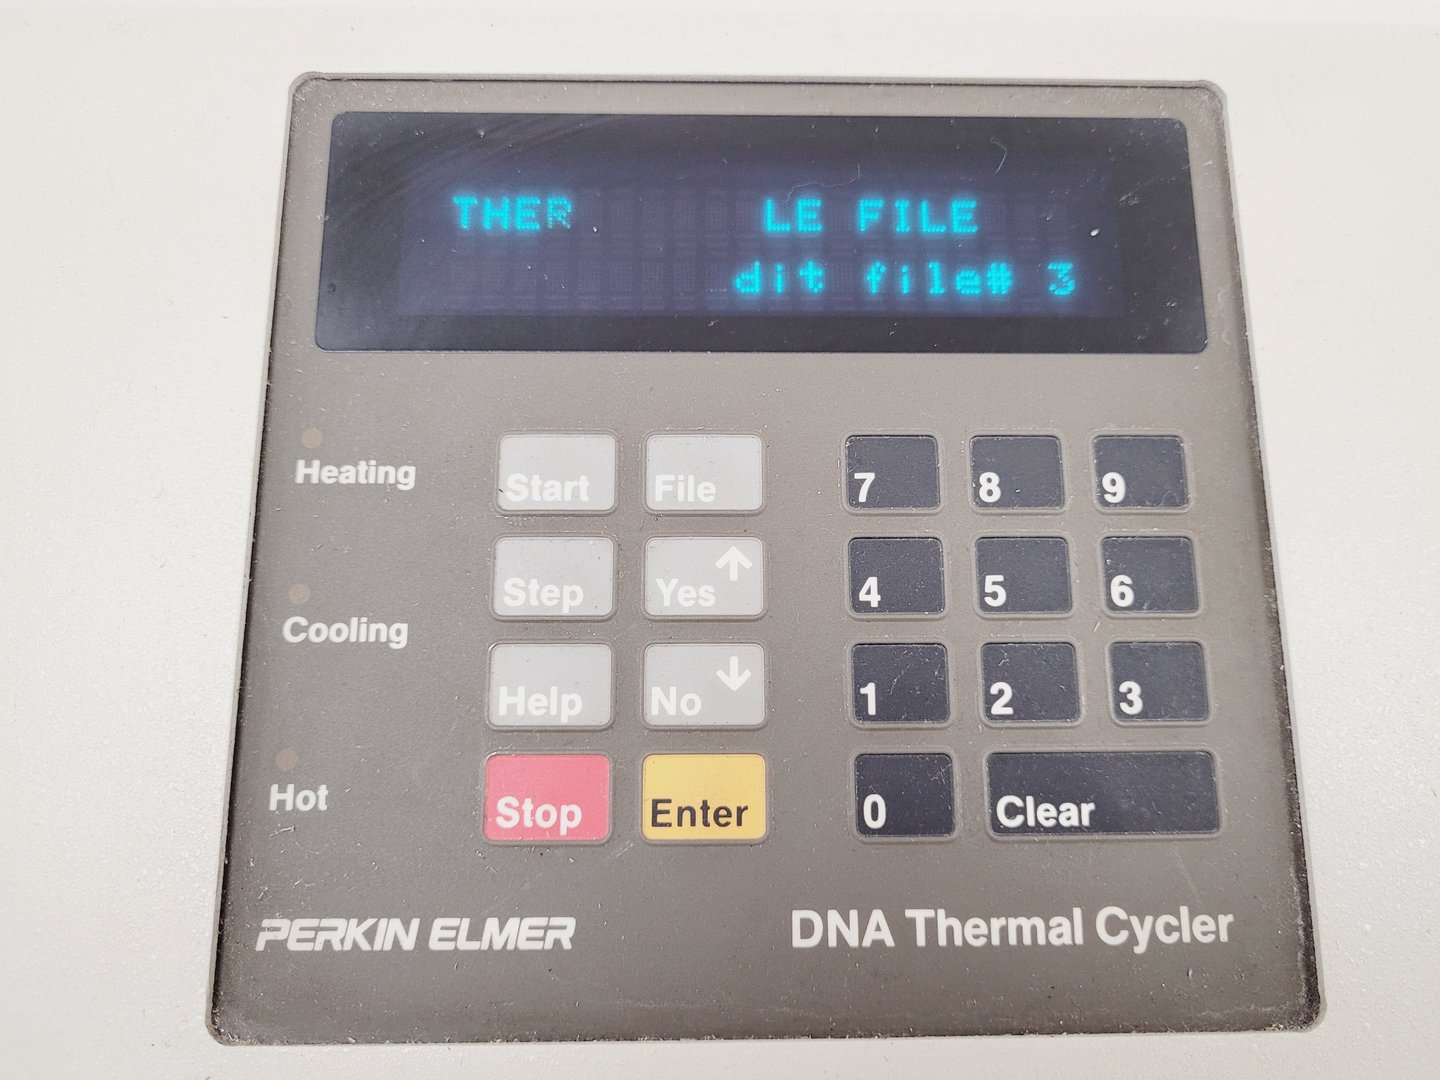 THER LE FILE
dit file# 3
Heating
Cooling
Hot
Start File
Step Yes ↑
Help No ↓
Stop Enter
7 8 9
4 5 6
1 2 3
0 Clear
PERKIN ELMER
DNA Thermal Cycler